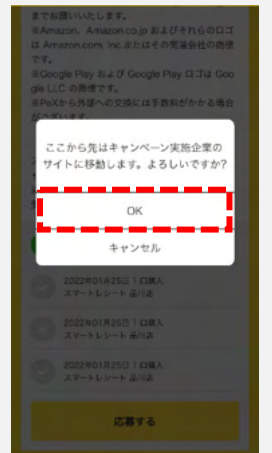 までお願いいたします。
※Amazon、Amazon.co.jp およびそれらのロゴ
は Amazon.com, Inc.またはその関連会社の商標
です。
※Google Play および Google Play ロゴは Goo
gle LLC の商標です。
※PeXから外部への交換には手数料がかかる場合
がございます。
ここから先はキャンペーン実施企業の
サイトに移動します。よろしいですか?
OK
キャンセル
2022年01月25日 1 口購入
スマートレシート 品川店
2022年01月25日 1 口購入
スマートレシート 品川店
2022年01月25日 1 口購入
スマートレシート 品川店
応募する